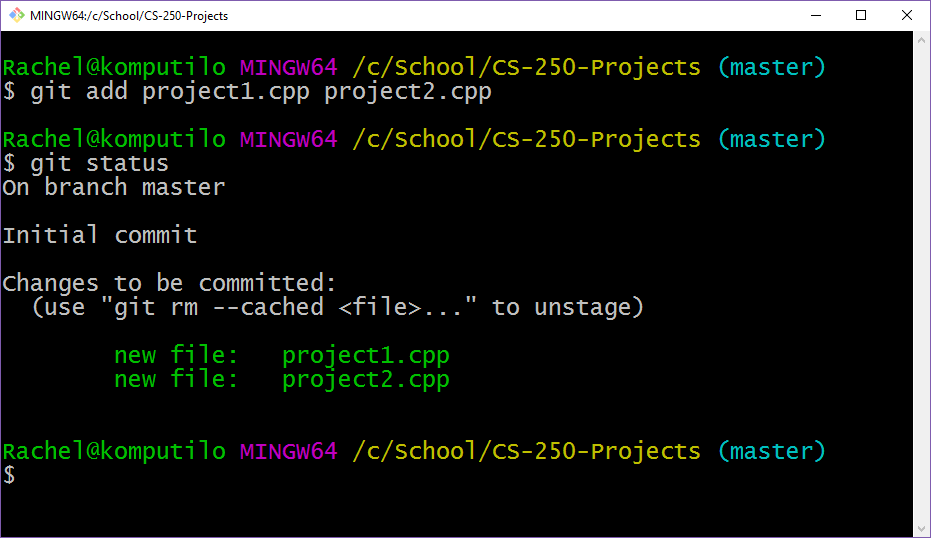 MINGW64:/c/School/CS-250-Projects
Rachel@komputilo MINGW64 /c/School/CS-250-Projects (master)
$ git add project1.cpp project2.cpp
Rachel@komputilo MINGW64 /c/School/CS-250-Projects (master)
$ git status
On branch master
Initial commit
Changes to be committed:
  (use "git rm --cached <file>..." to unstage)
        new file:   project1.cpp
        new file:   project2.cpp
Rachel@komputilo MINGW64 /c/School/CS-250-Projects (master)
$